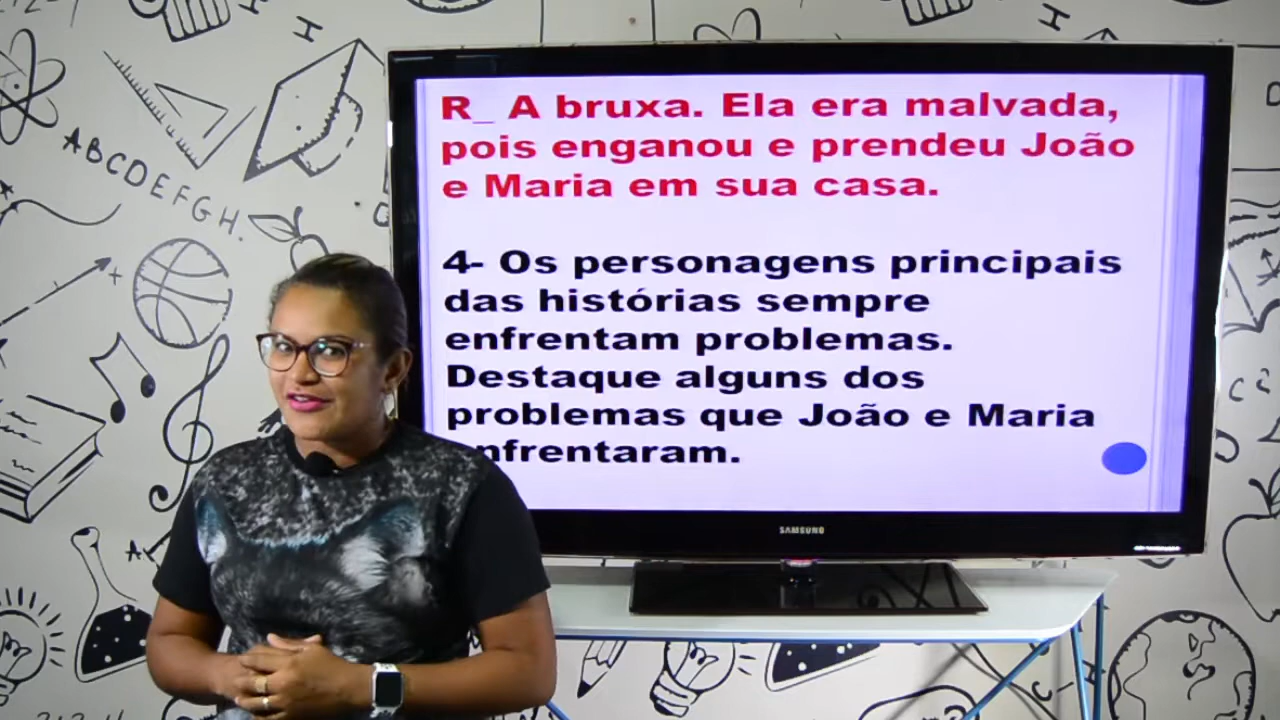 R_ A bruxa. Ela era malvada,
pois enganou e prendeu João
e Maria em sua casa.
4- Os personagens principais
das histórias sempre
enfrentam problemas.
Destaque alguns dos
problemas que João e Maria
enfrentaram.
SAMSUNG
ABCDEFGH.